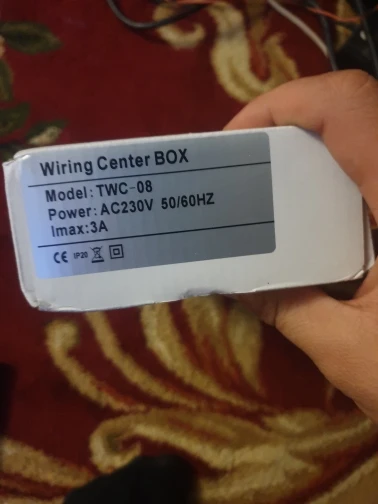 Wiring Center BOX
Model: TWC-08
Power: AC230V 50/60HZ
Imax:3A
CE IP20